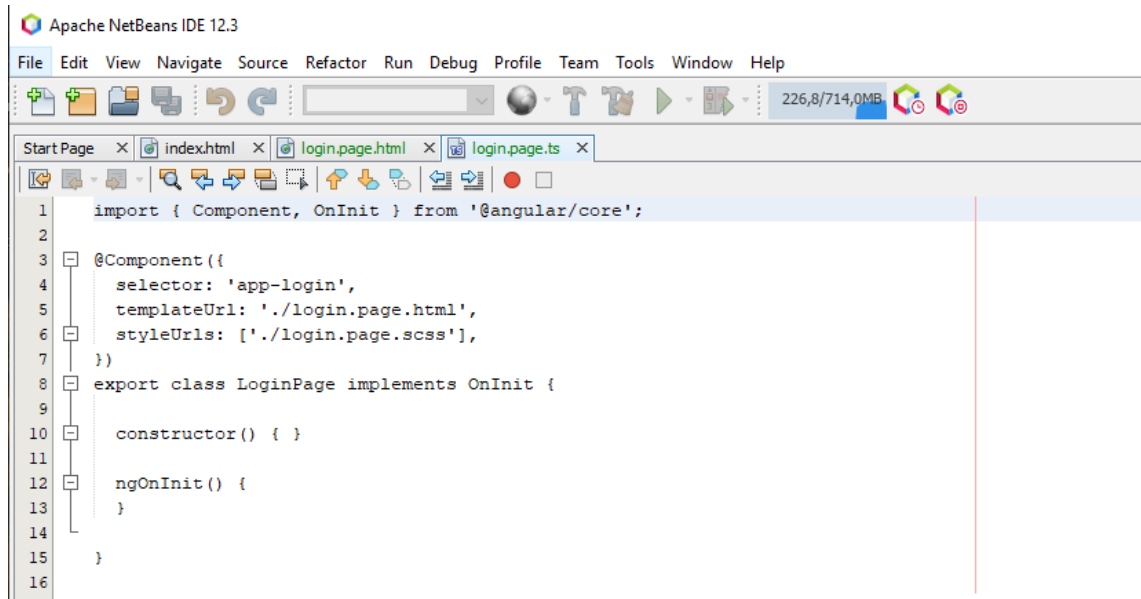 Apache NetBeans IDE 12.3
File Edit View Navigate Source Refactor Run Debug Profile Team Tools Window Help
226,8/714,0MB
Start Page index.html login.page.html login.page.ts
1 import { Component, OnInit } from '@angular/core';
2
3 @Component({
4 selector: 'app-login',
5 templateUrl: './login.page.html',
6 styleUrls: ['./login.page.scss'],
7 })
8 export class LoginPage implements OnInit {
9
10 constructor() { }
11
12 ngOnInit() {
13 }
14
15 }
16